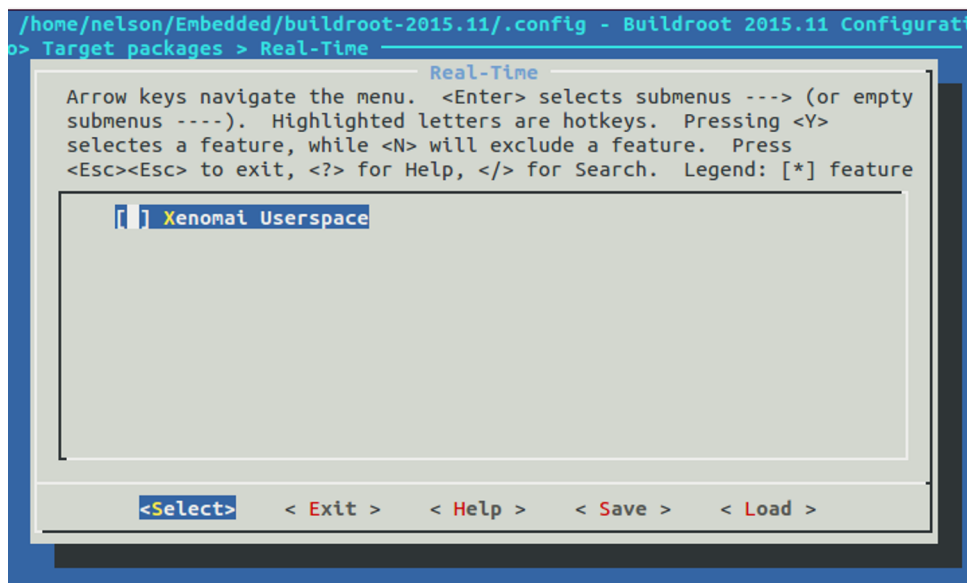 /home/nelson/Embedded/buildroot-2015.11/.config - Buildroot 2015.11 Configurati
o> Target packages > Real-Time
Real-Time
Arrow keys navigate the menu. <Enter> selects submenus ---> (or empty
submenus ----). Highlighted letters are hotkeys. Pressing <Y>
selectes a feature, while <N> will exclude a feature. Press
<Esc><Esc> to exit, <?> for Help, </> for Search. Legend: [*] feature
[ ] Xenomai Userspace
<Select> < Exit > < Help > < Save > < Load >